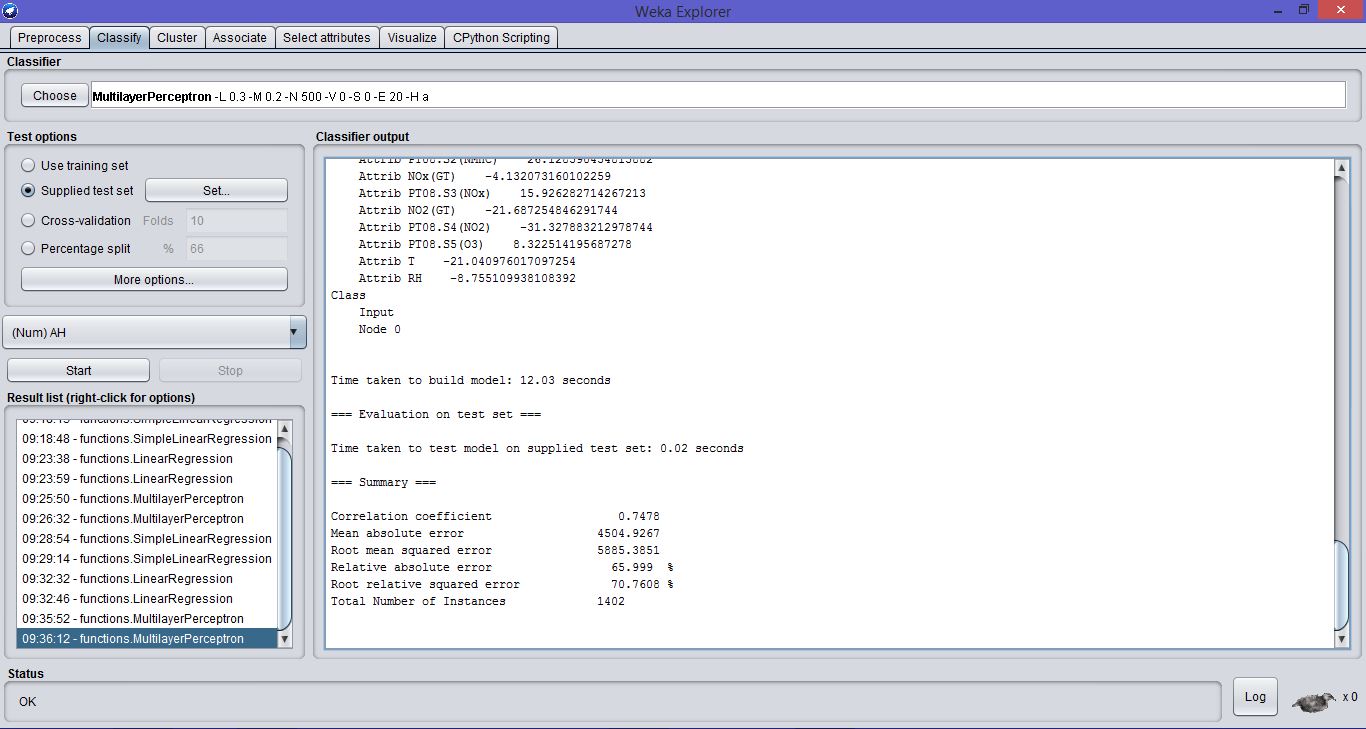 Weka Explorer
Preprocess Classify Cluster Associate Select attributes Visualize CPython Scripting
Classifier
Choose MultilayerPerceptron -L 0.3 -M 0.2 -N 500 -V 0 -S 0 -E 20 -H a
Test options
Use training set
Supplied test set Set...
Cross-validation Folds 10
Percentage split % 66
More options...
(Num) AH
Start Stop
Result list (right-click for options)
functions.SimpleLinearRegression
09:18:48 - functions.SimpleLinearRegression
09:23:38 - functions.LinearRegression
09:23:59 - functions.LinearRegression
09:25:50 - functions.MultilayerPerceptron
09:26:32 - functions.MultilayerPerceptron
09:28:54 - functions.SimpleLinearRegression
09:29:14 - functions.SimpleLinearRegression
09:32:32 - functions.LinearRegression
09:32:46 - functions.LinearRegression
09:35:52 - functions.MultilayerPerceptron
09:36:12 - functions.MultilayerPerceptron
Classifier output
Attrib PT08.S2(NMHC)
Attrib NOx(GT) -4.132073160102259
Attrib PT08.S3(NOx) 15.926282714267213
Attrib NO2(GT) -21.687254846291744
Attrib PT08.S4(NO2) -31.327883212978744
Attrib PT08.S5(O3) 8.322514195687278
Attrib T -21.040976017097254
Attrib RH -8.755109938108392
Class
Input
Node 0
Time taken to build model: 12.03 seconds
=== Evaluation on test set ===
Time taken to test model on supplied test set: 0.02 seconds
=== Summary ===
Correlation coefficient 0.7478
Mean absolute error 4504.9267
Root mean squared error 5885.3851
Relative absolute error 65.999 %
Root relative squared error 70.7608 %
Total Number of Instances 1402
Status
OK
Log
x 0